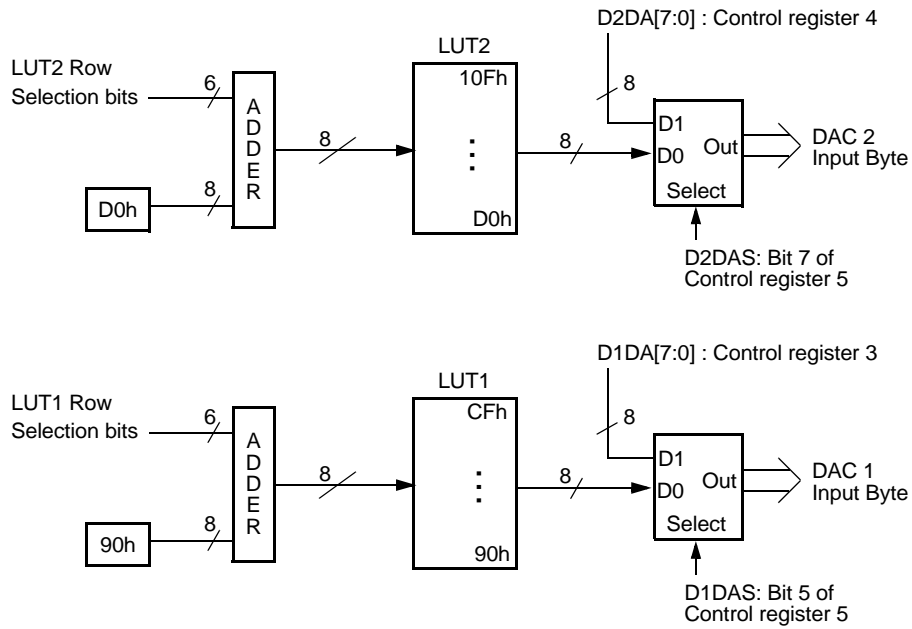 D2DA[7:0] : Control register 4
LUT2
LUT2 Row
Selection bits
6
ADDER
8
D0h
8
10Fh
⋮
D0h
8
8
D1
D0
Out
Select
DAC 2
Input Byte
D2DAS: Bit 7 of
Control register 5
D1DA[7:0] : Control register 3
LUT1
LUT1 Row
Selection bits
6
ADDER
8
90h
8
CFh
⋮
90h
8
8
D1
D0
Out
Select
DAC 1
Input Byte
D1DAS: Bit 5 of
Control register 5